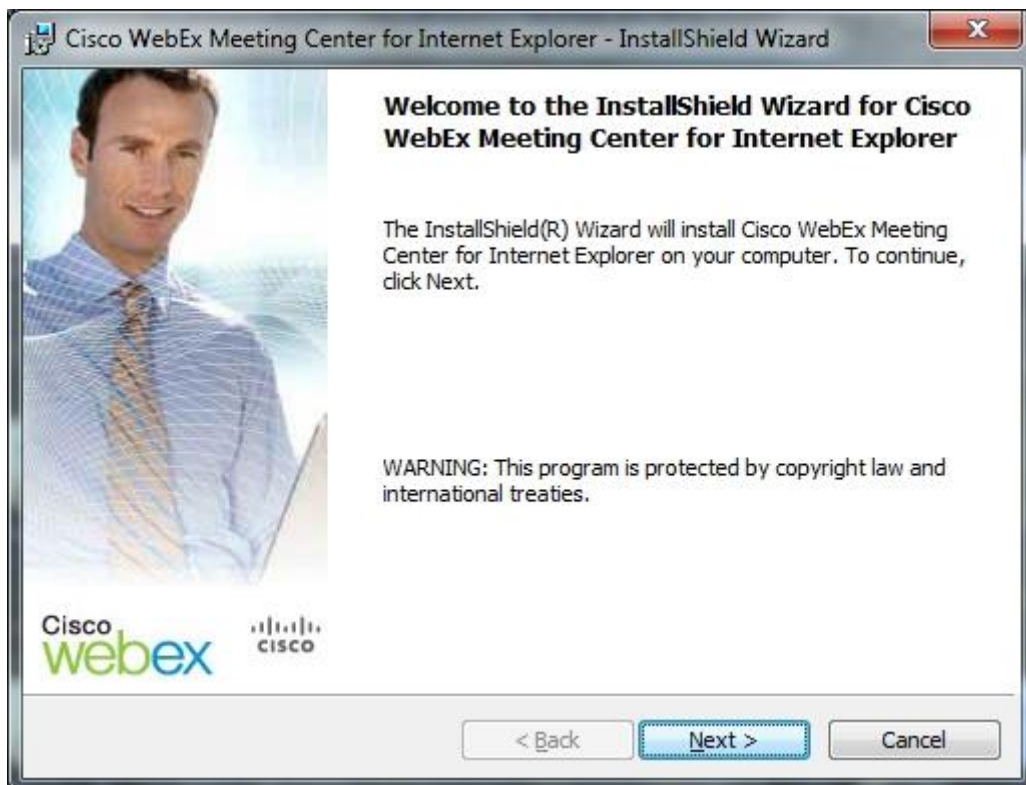 Cisco WebEx Meeting Center for Internet Explorer - InstallShield Wizard
x
Welcome to the InstallShield Wizard for Cisco
WebEx Meeting Center for Internet Explorer
The InstallShield(R) Wizard will install Cisco WebEx Meeting
Center for Internet Explorer on your computer. To continue,
click Next.
WARNING: This program is protected by copyright law and
international treaties.
Cisco
webex
CISCO
< Back
Next >
Cancel